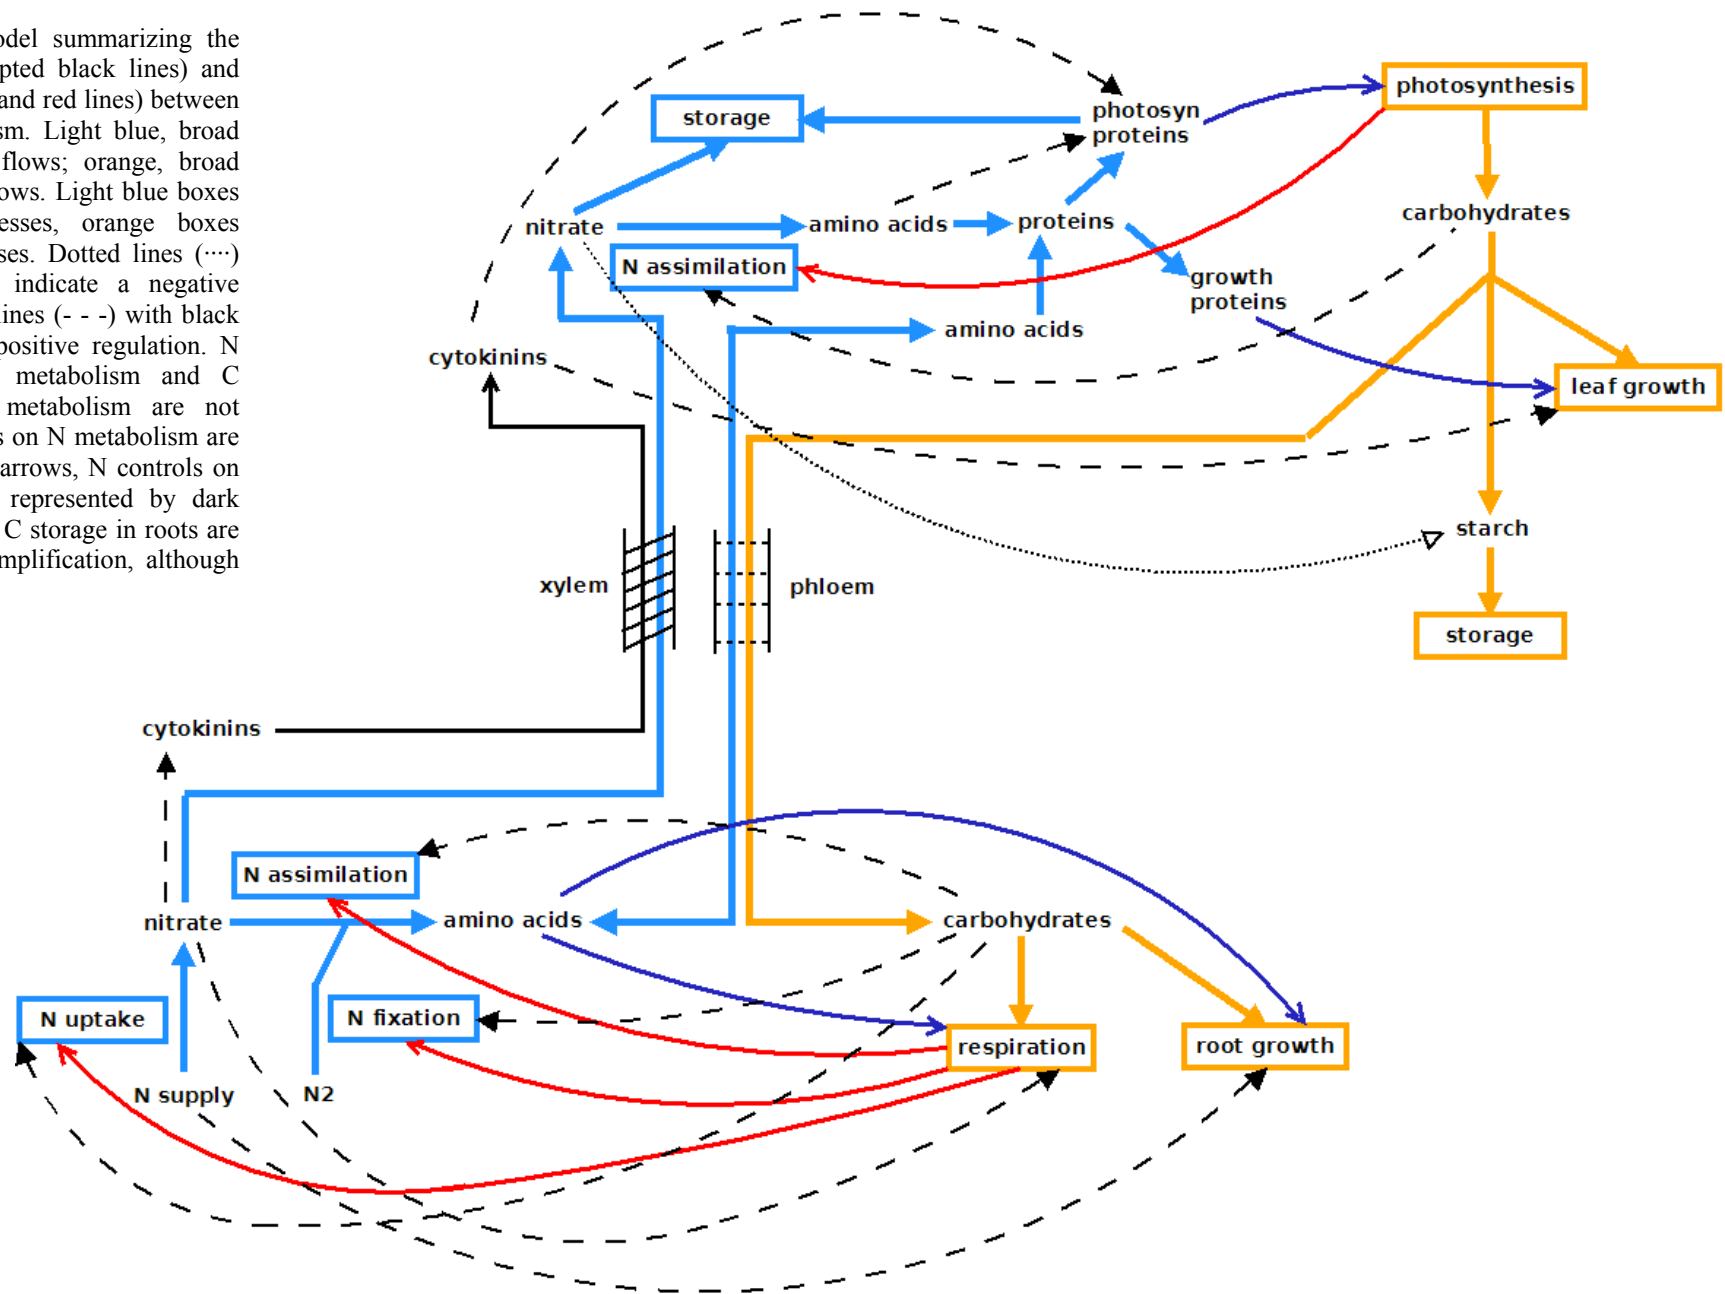 odel summarizing the
pted black lines) and
and red lines) between
sm. Light blue, broad
flows; orange, broad
ows. Light blue boxes
esses, orange boxes
ses. Dotted lines (····)
indicate a negative
lines (- - -) with black
positive regulation. N
metabolism and C
metabolism are not
s on N metabolism are
arrows, N controls on
represented by dark
C storage in roots are
mplification, although
photosynthesis
storage
photosyn
proteins
carbohydrates
nitrate
amino acids
proteins
N assimilation
growth
proteins
amino acids
cytokinins
leaf growth
starch
xylem
phloem
storage
cytokinins
N assimilation
nitrate
amino acids
carbohydrates
N uptake
N fixation
respiration
root growth
N supply
N2